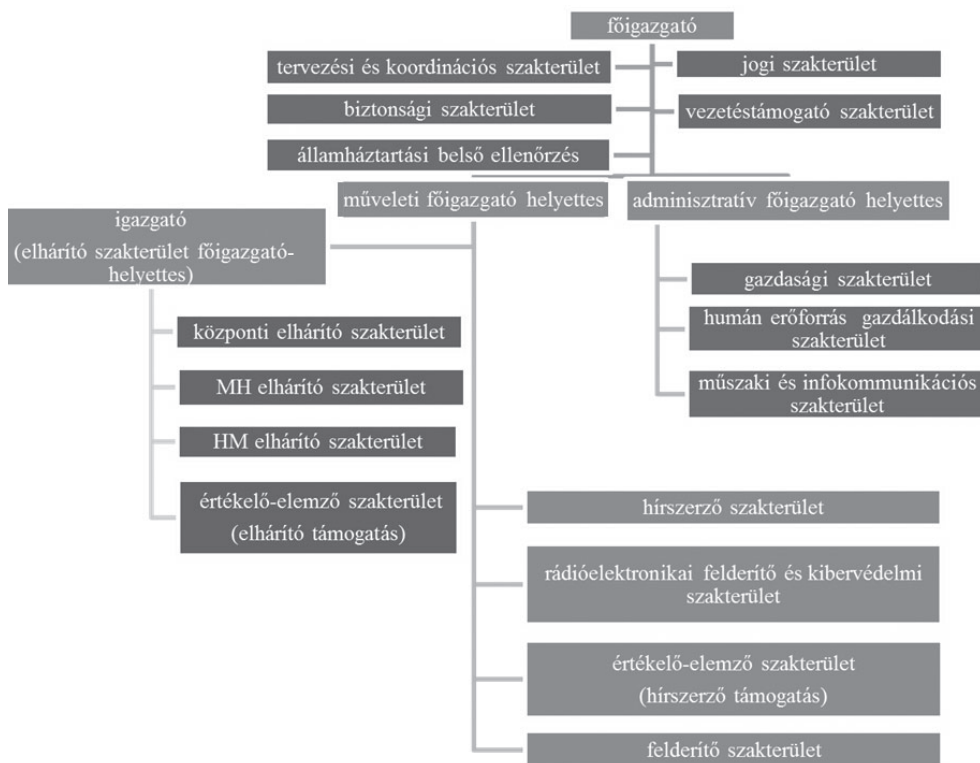 főigazgató
tervezési és koordinációs szakterület
jogi szakterület
biztonsági szakterület
vezetéstámogató szakterület
államháztartási belső ellenőrzés
műveleti főigazgató helyettes
adminisztratív főigazgató helyettes
igazgató
(elhárító szakterület főigazgató-
helyettes)
gazdasági szakterület
humán erőforrás gazdálkodási
szakterület
műszaki és infokommunikációs
szakterület
központi elhárító szakterület
MH elhárító szakterület
HM elhárító szakterület
értékelő-elemző szakterület
(elhárító támogatás)
hírszerző szakterület
rádióelektronikai felderítő és kibervédelmi
szakterület
értékelő-elemző szakterület
(hírszerző támogatás)
felderítő szakterület